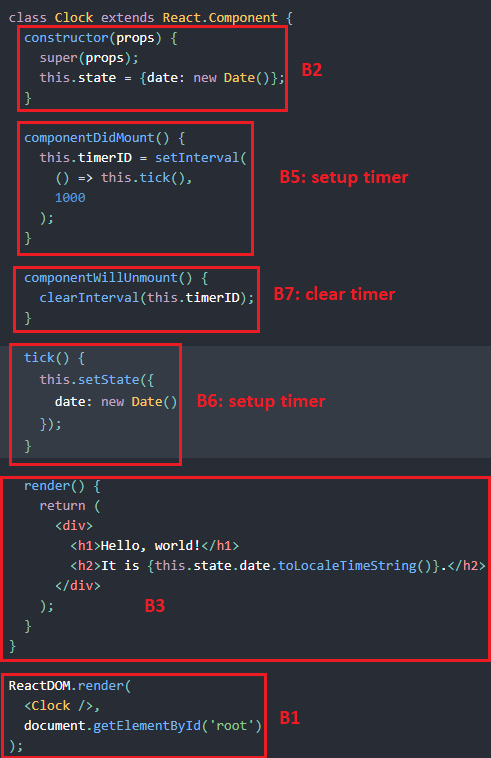 class Clock extends React.Component {
constructor(props) {
super(props);
this.state = {date: new Date()};
}
B2
componentDidMount() {
this.timerID = setInterval(
() => this.tick(),
1000
);
}
B5: setup timer
componentWillUnmount() {
clearInterval(this.timerID);
}
B7: clear timer
tick() {
this.setState({
date: new Date()
});
}
B6: setup timer
render() {
return (
<div>
<h1>Hello, world!</h1>
<h2>It is {this.state.date.toLocaleTimeString()}.</h2>
</div>
);
}
}
B3
ReactDOM.render(
<Clock />,
document.getElementById('root')
);
B1